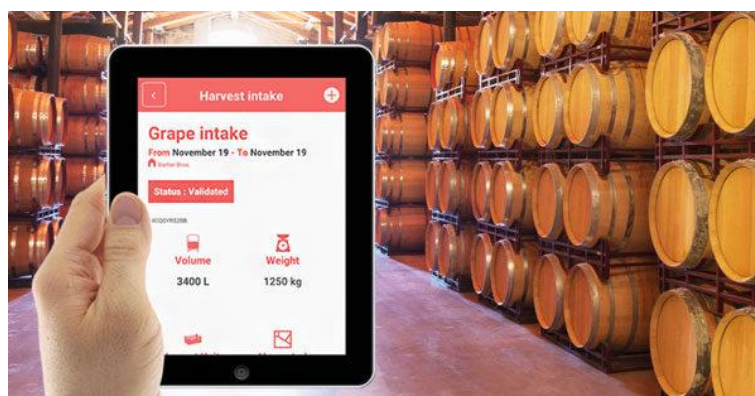 Harvest intake
Grape intake
From November 19 - To November 19
Status : Validated
Volume
Weight
3400 L
1250 kg